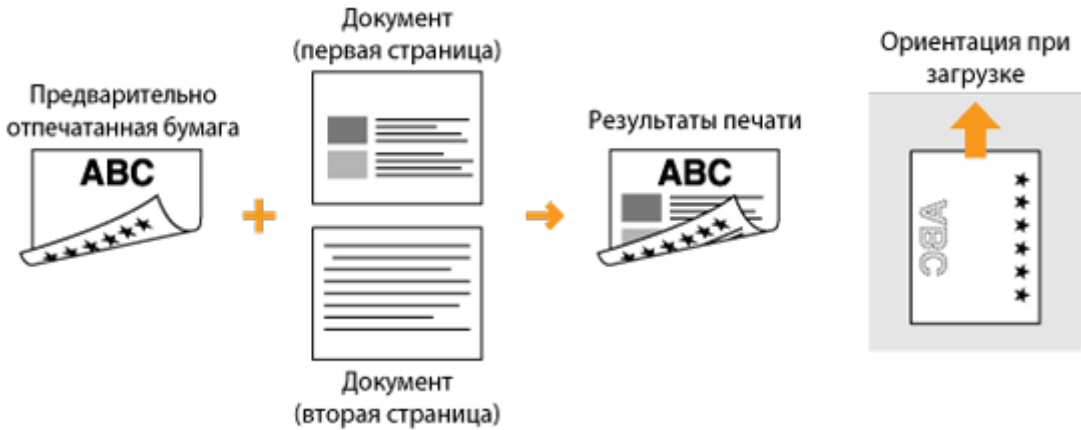 Предварительно
отпечатанная бумага
ABC
Документ
(первая страница)
Документ
(вторая страница)
Результаты печати
ABC
Ориентация при
загрузке
ABC